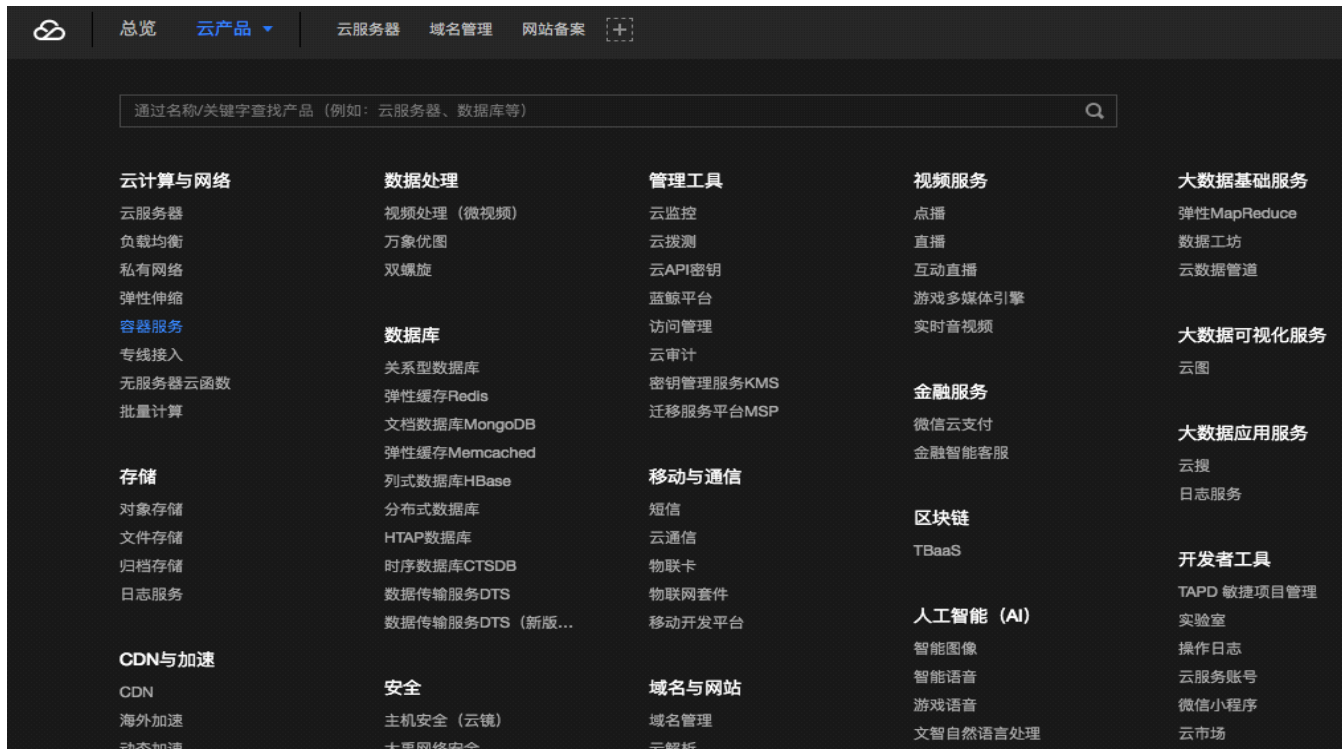 总览
云产品
云服务器
域名管理
网站备案
通过名称/关键字查找产品（例如：云服务器、数据库等）
云计算与网络
云服务器
负载均衡
私有网络
弹性伸缩
容器服务
专线接入
无服务器云函数
批量计算
存储
对象存储
文件存储
归档存储
日志服务
CDN与加速
CDN
海外加速
动态加速
数据处理
视频处理（微视频）
万象优图
双螺旋
数据库
关系型数据库
弹性缓存Redis
文档数据库MongoDB
弹性缓存Memcached
列式数据库HBase
分布式数据库
HTAP数据库
时序数据库CTSDB
数据传输服务DTS
数据传输服务DTS（新版...
安全
主机安全（云镜）
大禹网络安全
管理工具
云监控
云拨测
云API密钥
蓝鲸平台
访问管理
云审计
密钥管理服务KMS
迁移服务平台MSP
移动与通信
短信
云通信
物联卡
物联网套件
移动开发平台
域名与网站
域名管理
云解析
视频服务
点播
直播
互动直播
游戏多媒体引擎
实时音视频
金融服务
微信云支付
金融智能客服
区块链
TBaaS
人工智能（AI）
智能图像
智能语音
游戏语音
文智自然语言处理
大数据基础服务
弹性MapReduce
数据工坊
云数据管道
大数据可视化服务
云图
大数据应用服务
云搜
日志服务
开发者工具
TAPD 敏捷项目管理
实验室
操作日志
云服务账号
微信小程序
云市场